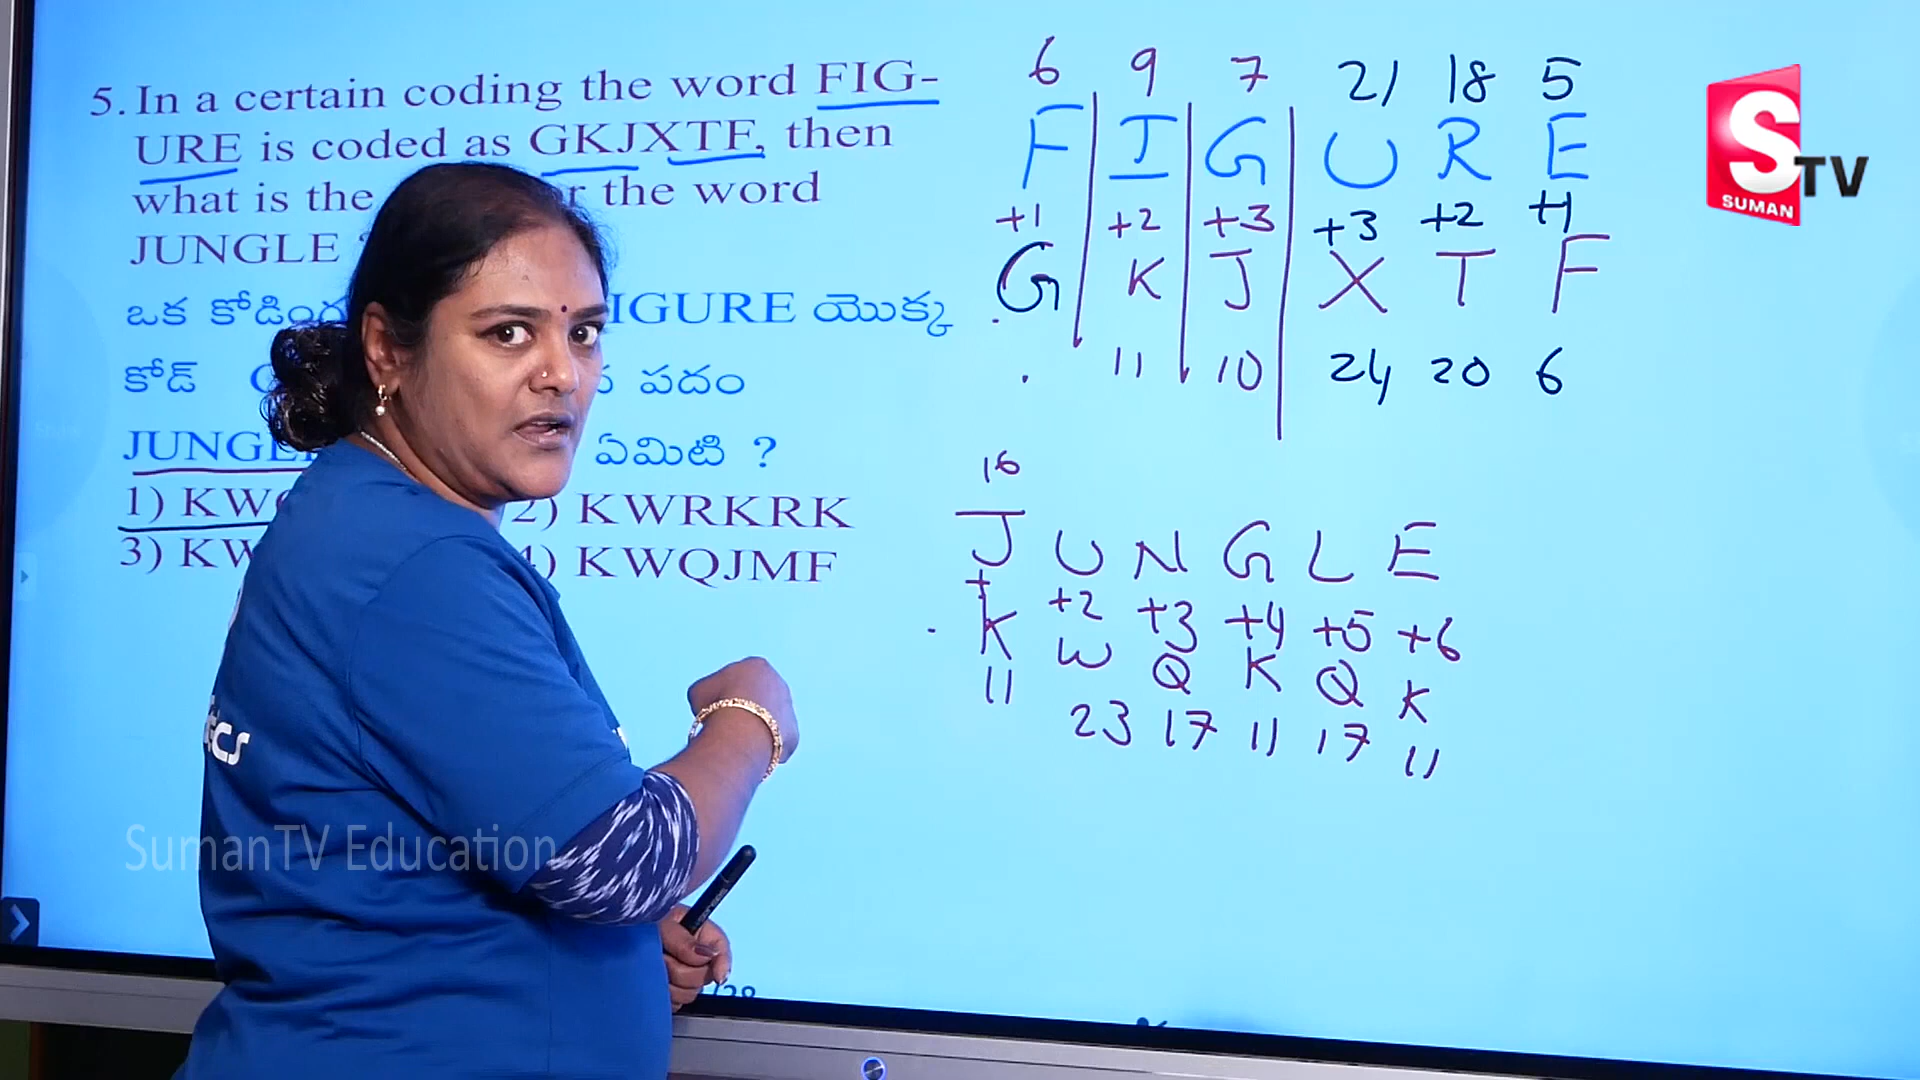 5. In a certain coding the word FIG-
URE is coded as GKJXTF, then
what is the the word
JUNGLE
ఒక IGURE యొక్క
కోడ్ పదం
ఏమిటి ?
1) KW 2) KWRKRK
3) KW KWQJMF
6 9 7 21 18 5
F I G U R E
+1 +2 +3 +3 +2 +1
G K J X T F
11 10 24 20 6
J U N G L E
+2 +3 +4 +5 +6
K W Q K Q K
11 23 17 11 17 11
S TV
SUMAN
SumanTV Education